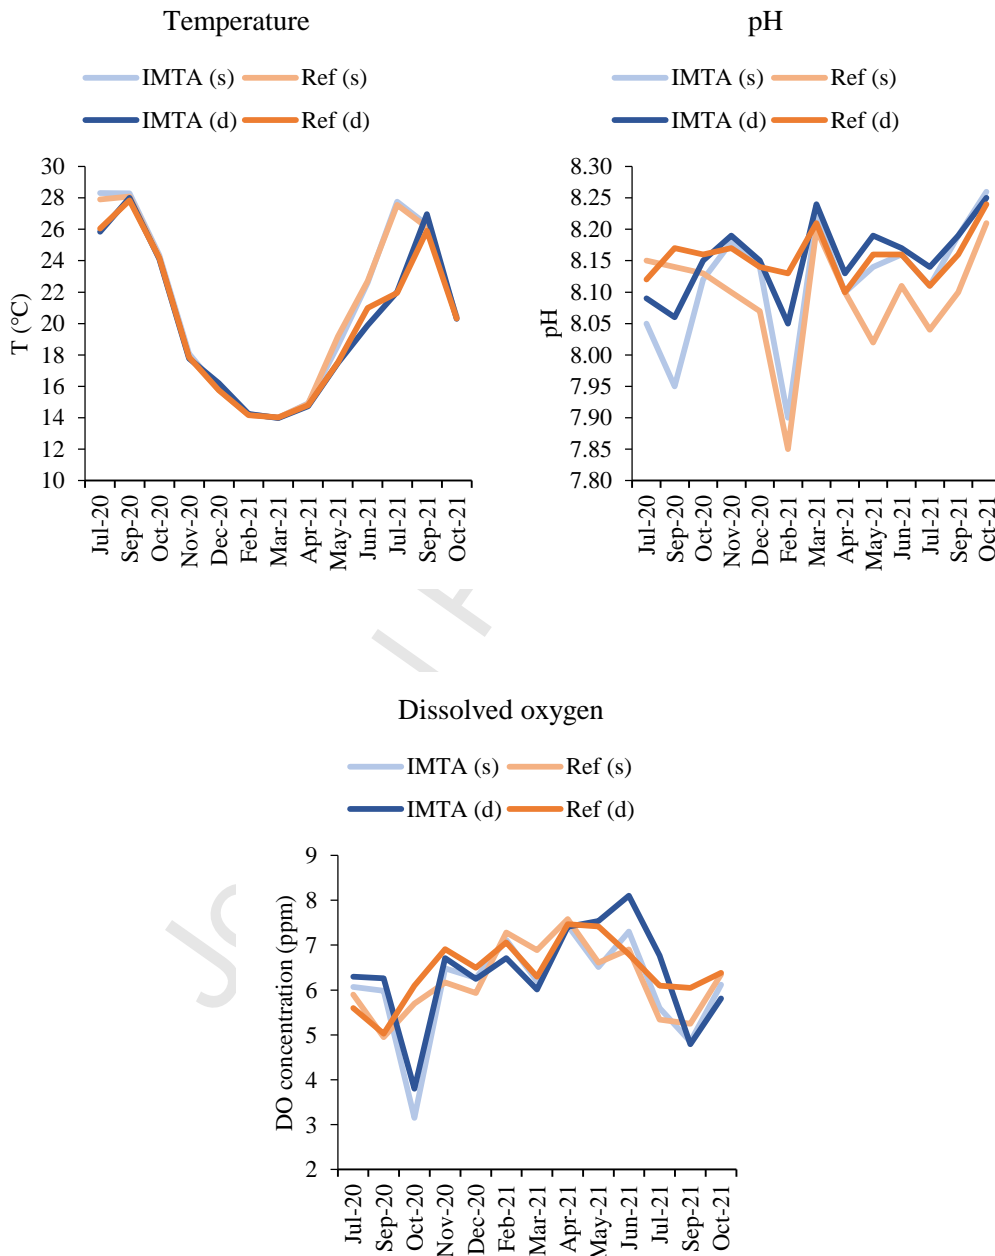 Temperature
IMTA (s) Ref (s)
IMTA (d) Ref (d)
30
28
26
24
22
20
18
16
14
12
10
T (°C)
Jul-20 Sep-20 Oct-20 Nov-20 Dec-20 Feb-21 Mar-21 Apr-21 May-21 Jun-21 Jul-21 Sep-21 Oct-21
pH
IMTA (s) Ref (s)
IMTA (d) Ref (d)
8.30
8.25
8.20
8.15
8.10
8.05
8.00
7.95
7.90
7.85
7.80
pH
Jul-20 Sep-20 Oct-20 Nov-20 Dec-20 Feb-21 Mar-21 Apr-21 May-21 Jun-21 Jul-21 Sep-21 Oct-21
Dissolved oxygen
IMTA (s) Ref (s)
IMTA (d) Ref (d)
9
8
7
6
5
4
3
2
DO concentration (ppm)
Jul-20 Sep-20 Oct-20 Nov-20 Dec-20 Feb-21 Mar-21 Apr-21 May-21 Jun-21 Jul-21 Sep-21 Oct-21